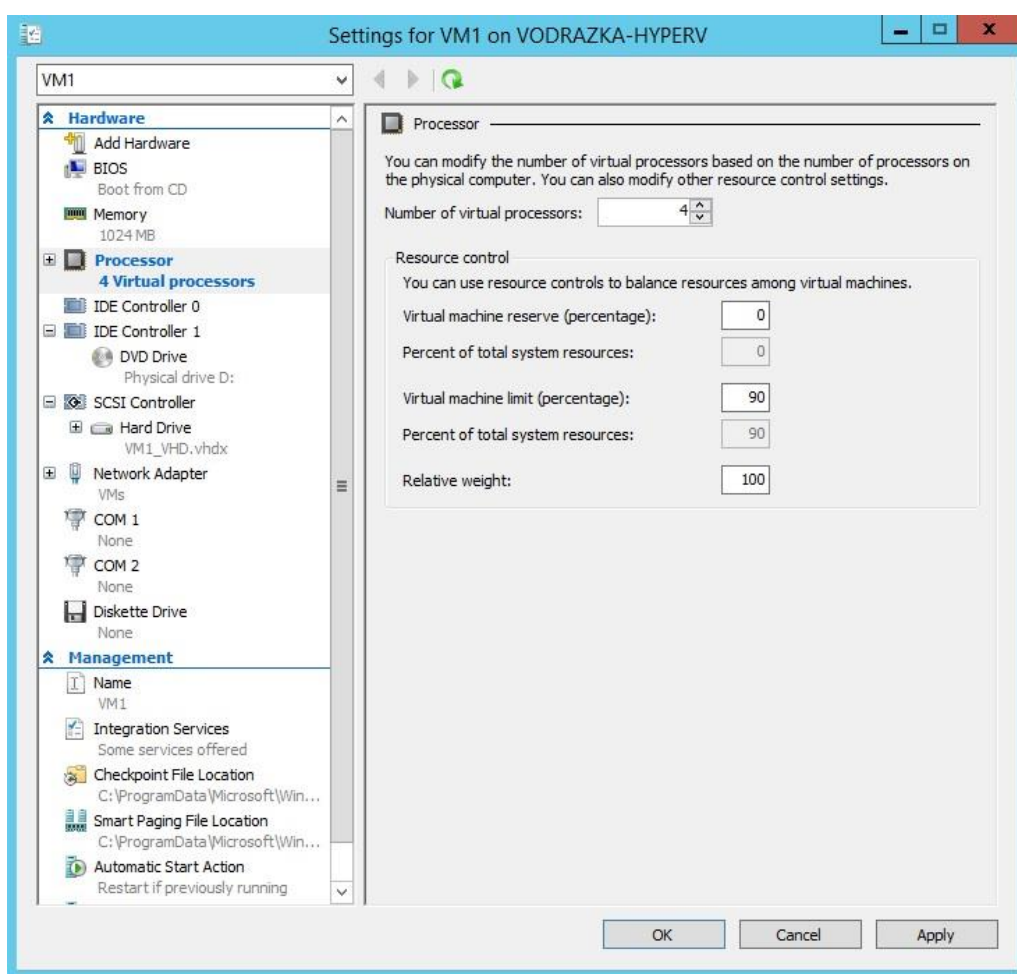 Settings for VM1 on VODRAZKA-HYPERV
VM1
Hardware
Add Hardware
BIOS
Boot from CD
Memory
1024 MB
Processor
4 Virtual processors
IDE Controller 0
IDE Controller 1
DVD Drive
Physical drive D:
SCSI Controller
Hard Drive
VM1_VHD.vhdx
Network Adapter
VMs
COM 1
None
COM 2
None
Diskette Drive
None
Management
Name
VM1
Integration Services
Some services offered
Checkpoint File Location
C:\ProgramData\Microsoft\Win...
Smart Paging File Location
C:\ProgramData\Microsoft\Win...
Automatic Start Action
Restart if previously running
Processor
You can modify the number of virtual processors based on the number of processors on
the physical computer. You can also modify other resource control settings.
Number of virtual processors: 4
Resource control
You can use resource controls to balance resources among virtual machines.
Virtual machine reserve (percentage): 0
Percent of total system resources: 0
Virtual machine limit (percentage): 90
Percent of total system resources: 90
Relative weight: 100
OK Cancel Apply